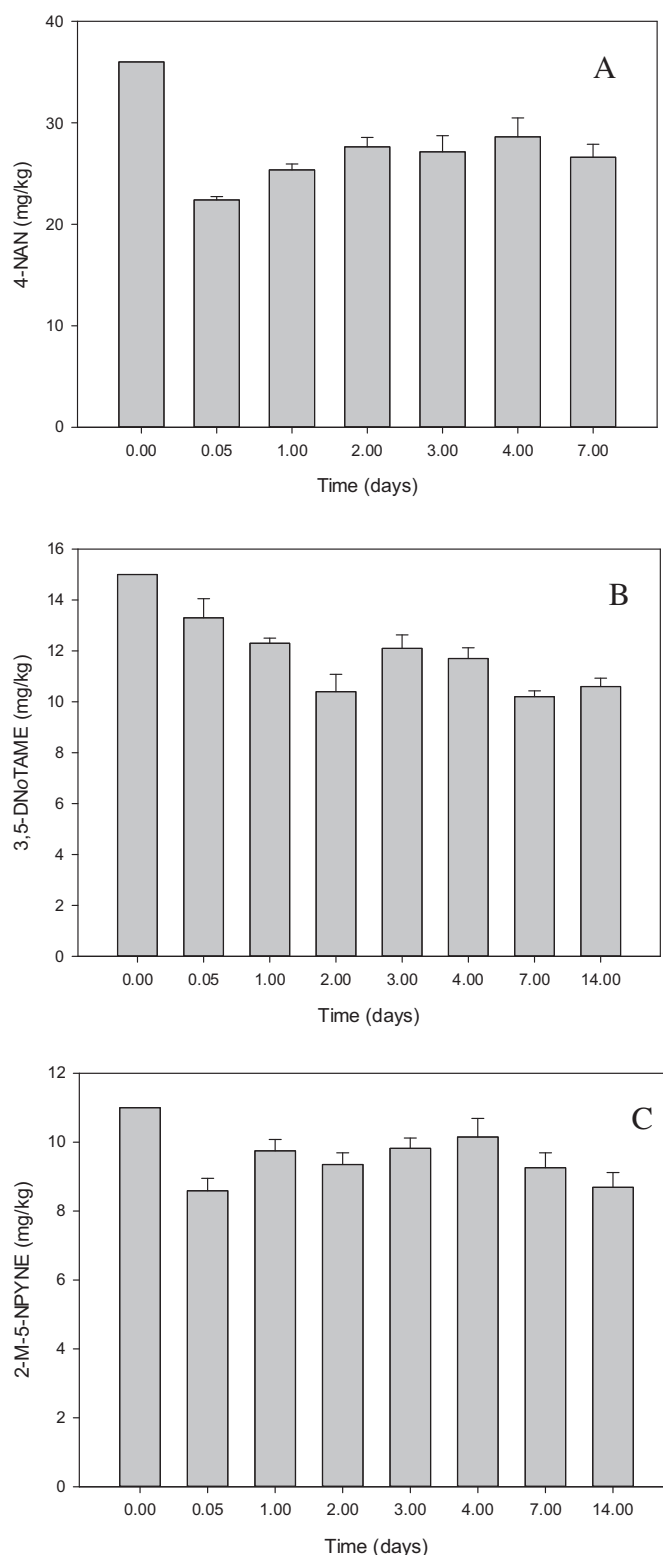 40
30
20
10
0
4-NAN (mg/kg)
A
0.00 0.05 1.00 2.00 3.00 4.00 7.00
Time (days)
16
14
12
10
8
6
4
2
0
3,5-DNoTAME (mg/kg)
B
0.00 0.05 1.00 2.00 3.00 4.00 7.00 14.00
Time (days)
12
10
8
6
4
2
0
2-M-5-NPYNE (mg/kg)
C
0.00 0.05 1.00 2.00 3.00 4.00 7.00 14.00
Time (days)